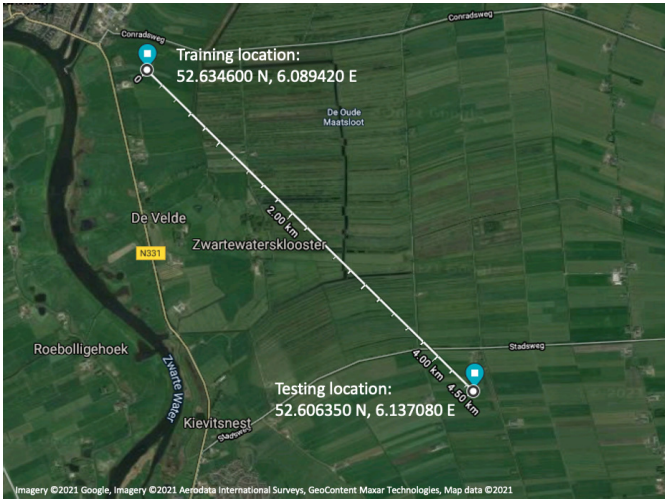 Conradsweg
Conradsweg
Training location:
52.634600 N, 6.089420 E
0
De Oude
Maatsloot
2.00 km
De Velde
Zwartewatersklooster
N331
Roebolligehoek
Zwarte Water
Stadsweg
4.00 km
4.50 km
Testing location:
52.606350 N, 6.137080 E
Kievitsnest
Stadsweg
Imagery ©2021 Google, Imagery ©2021 Aerodata International Surveys, GeoContent Maxar Technologies, Map data ©2021